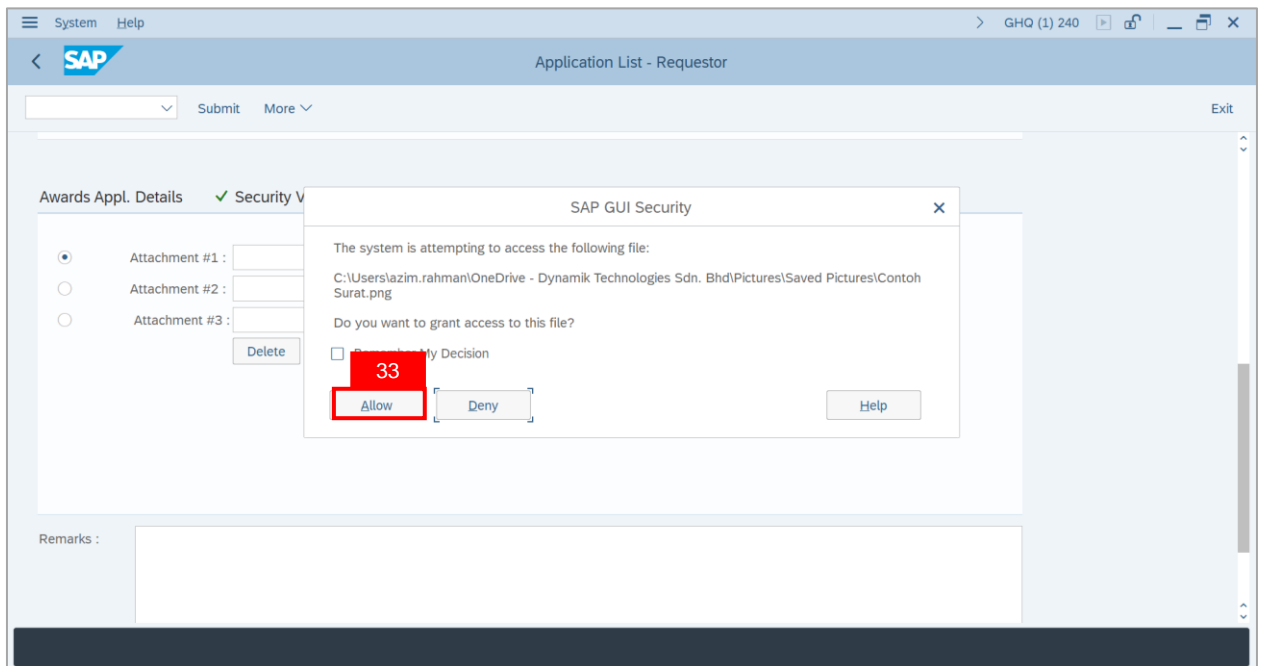 System Help
GHQ (1) 240
SAP
Application List - Requestor
Submit More
Exit
Awards Appl. Details Security V
SAP GUI Security
The system is attempting to access the following file:
Attachment #1 :
C:\Users\azim.rahman\OneDrive - Dynamik Technologies Sdn. Bhd\Pictures\Saved Pictures\Contoh
Surat.png
Attachment #2 :
Attachment #3 :
Do you want to grant access to this file?
Delete
My Decision
33
Allow Deny Help
Remarks :